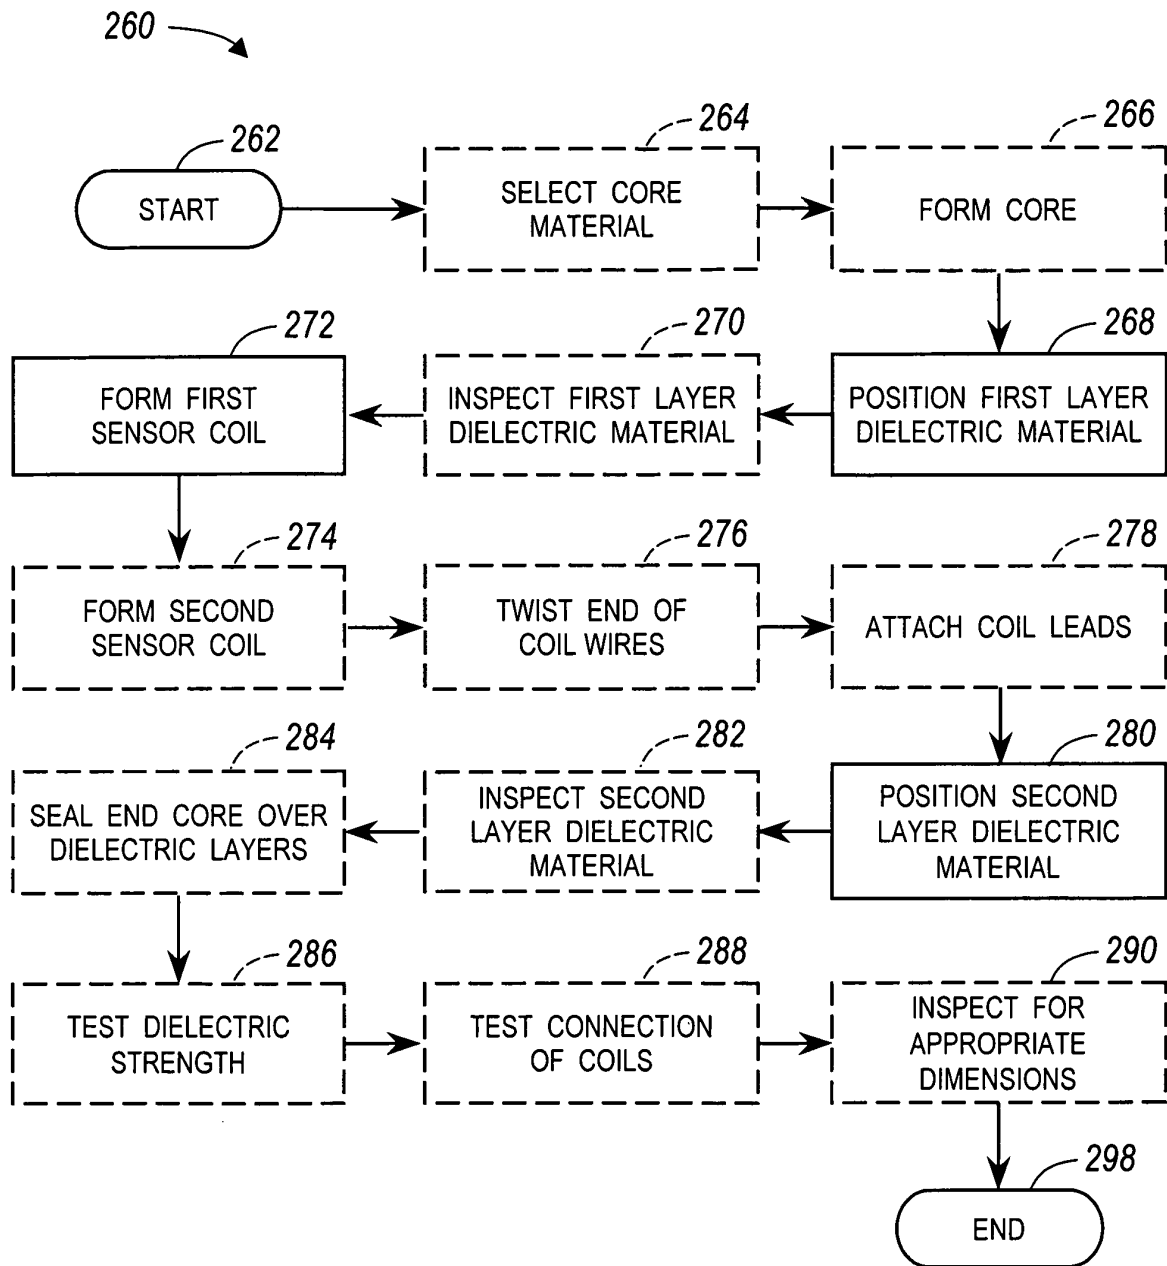 260
262
START
264
SELECT CORE
MATERIAL
266
FORM CORE
268
POSITION FIRST LAYER
DIELECTRIC MATERIAL
270
INSPECT FIRST LAYER
DIELECTRIC MATERIAL
272
FORM FIRST
SENSOR COIL
274
FORM SECOND
SENSOR COIL
276
TWIST END OF
COIL WIRES
278
ATTACH COIL LEADS
280
POSITION SECOND
LAYER DIELECTRIC
MATERIAL
282
INSPECT SECOND
LAYER DIELECTRIC
MATERIAL
284
SEAL END CORE OVER
DIELECTRIC LAYERS
286
TEST DIELECTRIC
STRENGTH
288
TEST CONNECTION
OF COILS
290
INSPECT FOR
APPROPRIATE
DIMENSIONS
298
END